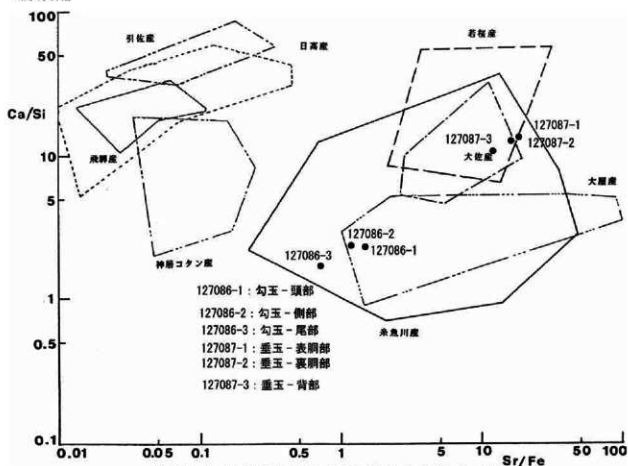 100
50
Ca/Si
10
5
1
0.5
0.1
引佐産
日高産
若桜産
飛騨産
神居コタン産
127087-1
127087-3
127087-2
大佐産
大屋産
127086-2
127086-1
127086-3
糸魚川産
127086-1:勾玉-頭部
127086-2:勾玉-側部
127086-3:勾玉-尾部
127087-1:垂玉-表胴部
127087-2:垂玉-裏胴部
127087-3:垂玉-背部
0.01 0.05 0.1 0.5 1 5 10 50 100
Sr/Fe